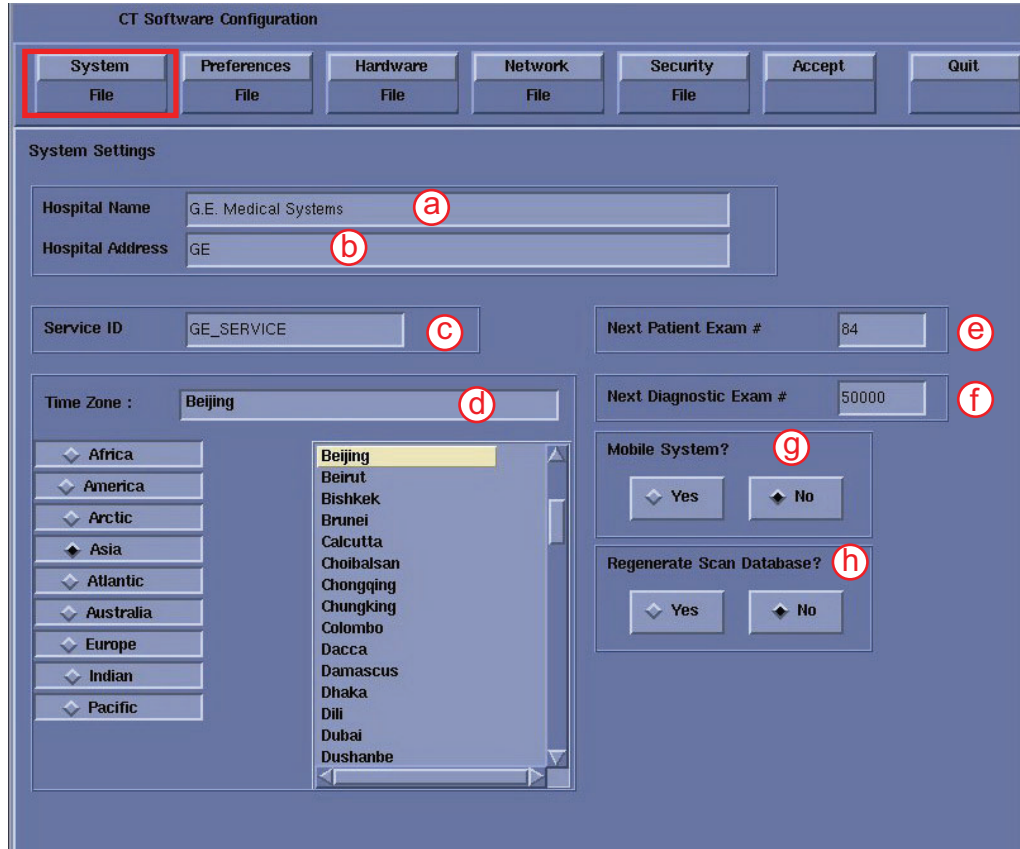 CT Software Configuration
System Preferences Hardware Network Security Accept Quit
File File File File File
System Settings
Hospital Name G.E. Medical Systems a
Hospital Address GE b
Service ID GE_SERVICE c
Next Patient Exam # 84 e
Time Zone : Beijing d
Next Diagnostic Exam # 50000 f
Africa
America
Arctic
Asia
Atlantic
Australia
Europe
Indian
Pacific
Beijing
Beirut
Bishkek
Brunei
Calcutta
Choibalsan
Chongqing
Chungking
Colombo
Dacca
Damascus
Dhaka
Dili
Dubai
Dushanbe
Mobile System? g
Yes No
Regenerate Scan Database? h
Yes No